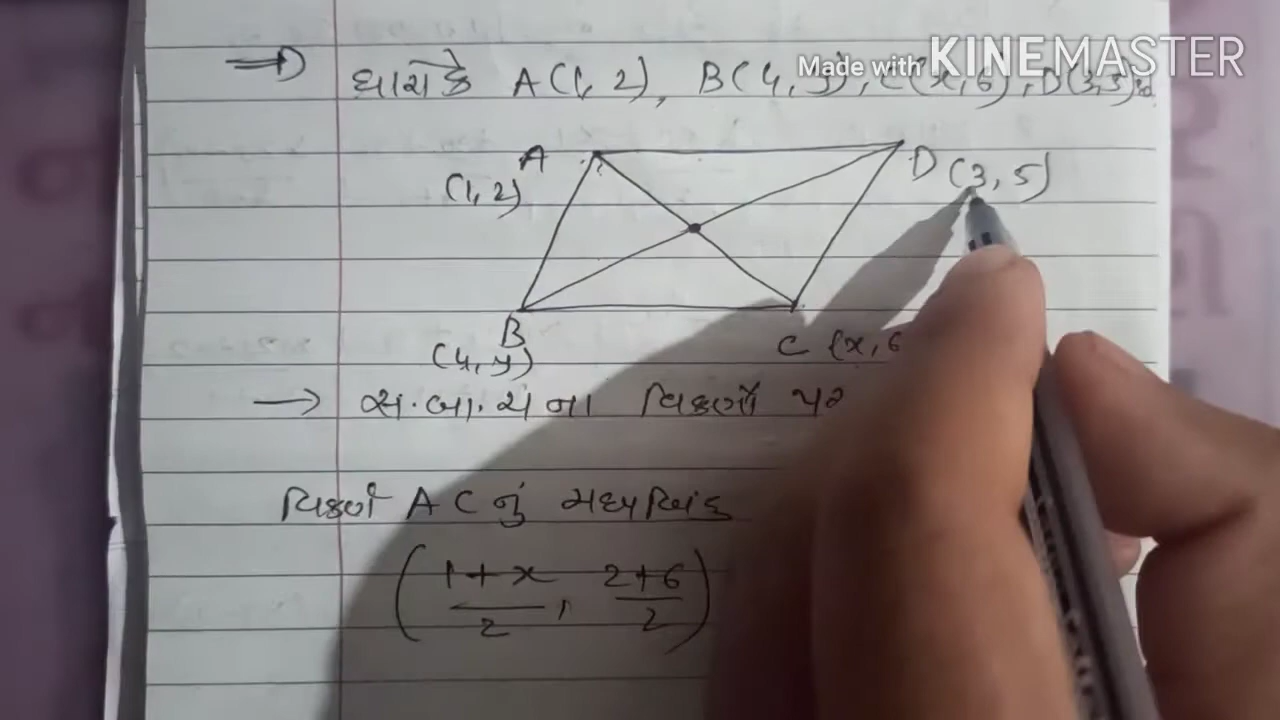 Made with KINEMASTER
⇒ ધારો કે A(1, 2), B(4, y), C(x, 6), D(3, 5)
A
D (3, 5)
(1, 2)
B
C (x, 6
(4, y)
→ સ.બા.ચ ના વિકર્ણો પર
વિકર્ણ AC નું મધ્યબિંદુ
(1+x/2, 2+6/2)